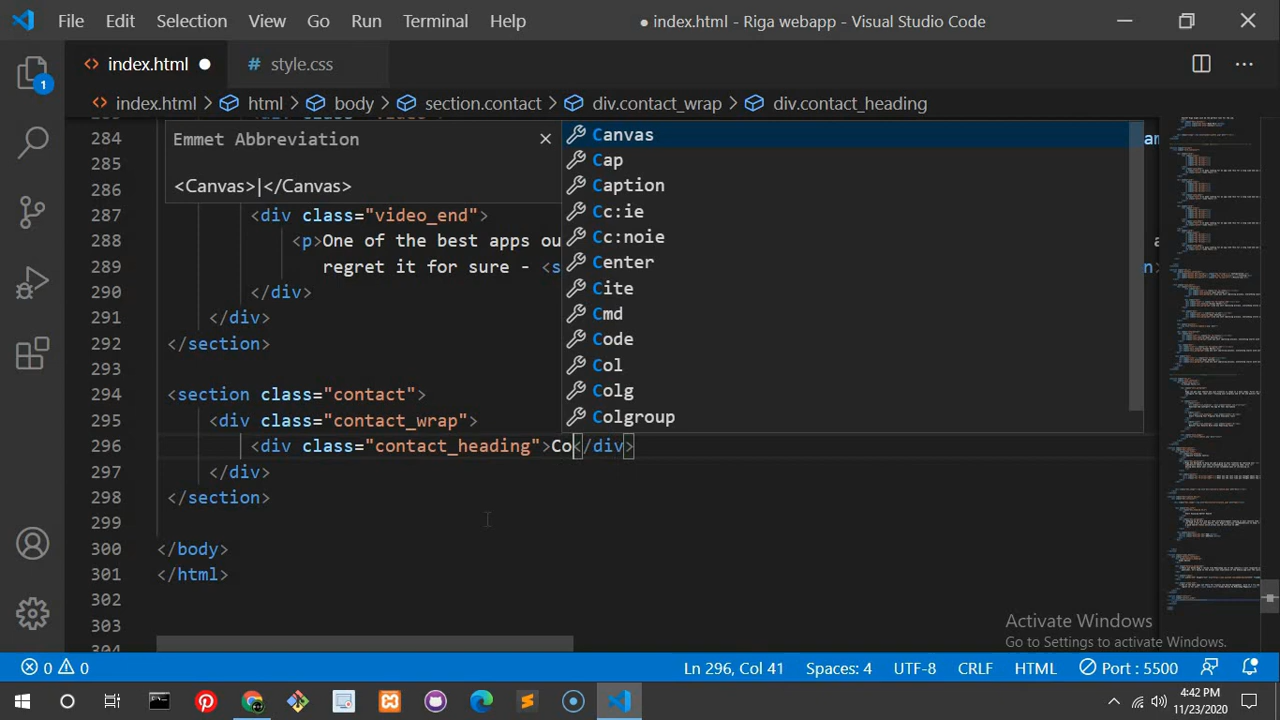 File Edit Selection View Go Run Terminal Help ● index.html - Riga webapp - Visual Studio Code
index.html ● # style.css
index.html > html > body > section.contact > div.contact_wrap > div.contact_heading
284
285
286
287 <div class="video_end">
288 <p>One of the best apps ou
289 regret it for sure - <s
290 </div>
291 </div>
292 </section>
293
294 <section class="contact">
295 <div class="contact_wrap">
296 <div class="contact_heading">Co</div>
297 </div>
298 </section>
299
300 </body>
301 </html>
302
303
Emmet Abbreviation
<Canvas>|</Canvas>
Canvas
Cap
Caption
Cc:ie
Cc:noie
Center
Cite
Cmd
Code
Col
Colg
Colgroup
1
Activate Windows
Go to Settings to activate Windows.
0 0 Ln 296, Col 41 Spaces: 4 UTF-8 CRLF HTML Port : 5500
4:42 PM
11/23/2020